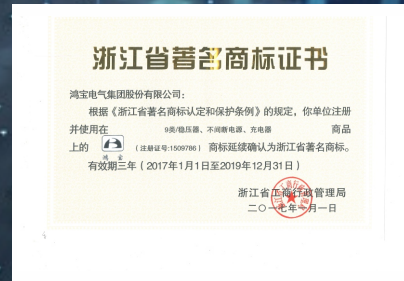 浙江省著名商标证书
鸿宝电气集团股份有限公司：
根据《浙江省著名商标认定和保护条例》的规定，你单位注册
并使用在 9类/稳压器、不间断电源、充电器 商品
上的 （注册证号:1509786） 商标延续确认为浙江省著名商标。
鸿宝
有效期三年（2017年1月1日至2019年12月31日）
浙江省工商行政管理局
二〇一七年一月一日